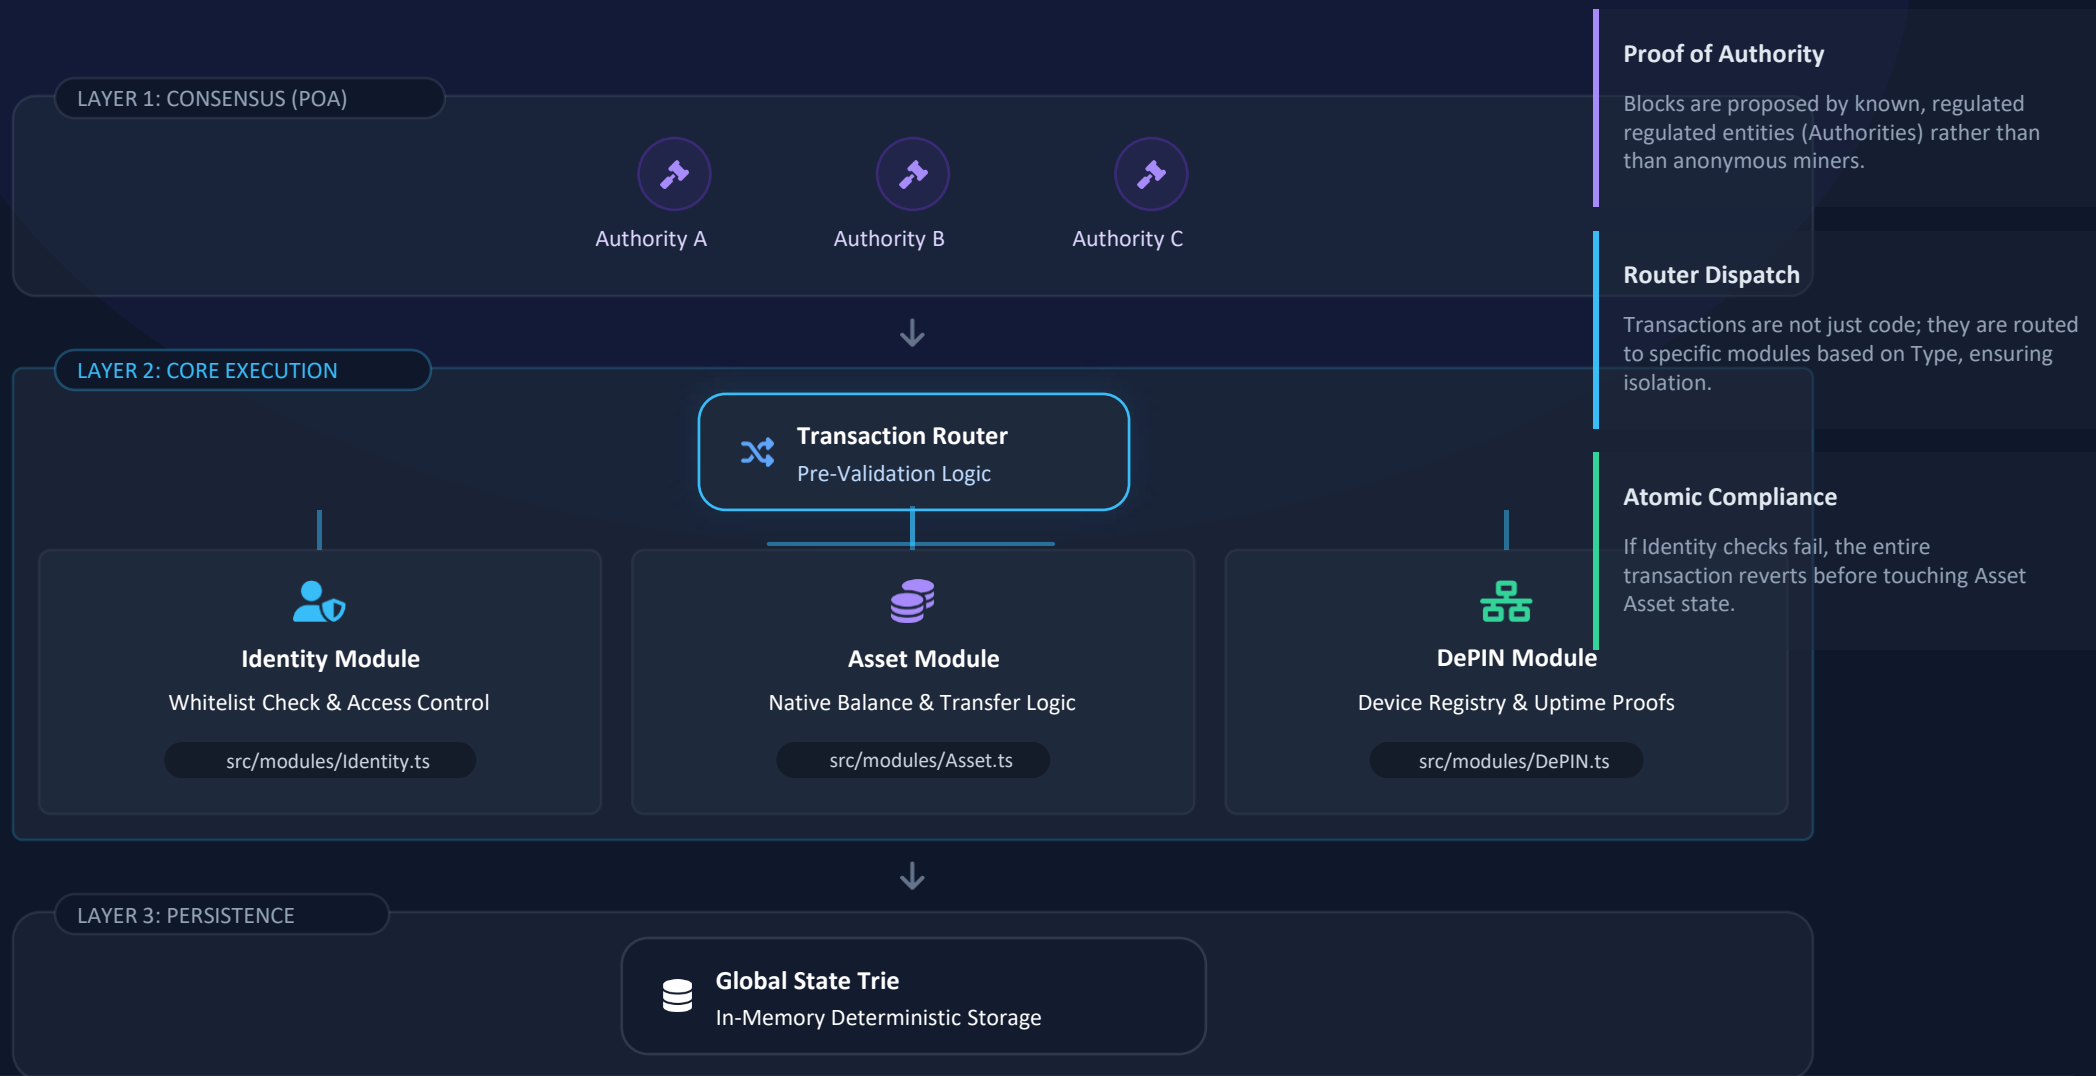 LAYER 1: CONSENSUS (POA)
Authority A
Authority B
Authority C
LAYER 2: CORE EXECUTION
Transaction Router
Pre-Validation Logic
Identity Module
Whitelist Check & Access Control
src/modules/Identity.ts
Asset Module
Native Balance & Transfer Logic
src/modules/Asset.ts
DePIN Module
Device Registry & Uptime Proofs
src/modules/DePIN.ts
LAYER 3: PERSISTENCE
Global State Trie
In-Memory Deterministic Storage
Proof of Authority
Blocks are proposed by known, regulated
regulated entities (Authorities) rather than
than anonymous miners.
Router Dispatch
Transactions are not just code; they are routed
to specific modules based on Type, ensuring
isolation.
Atomic Compliance
If Identity checks fail, the entire
transaction reverts before touching Asset
Asset state.